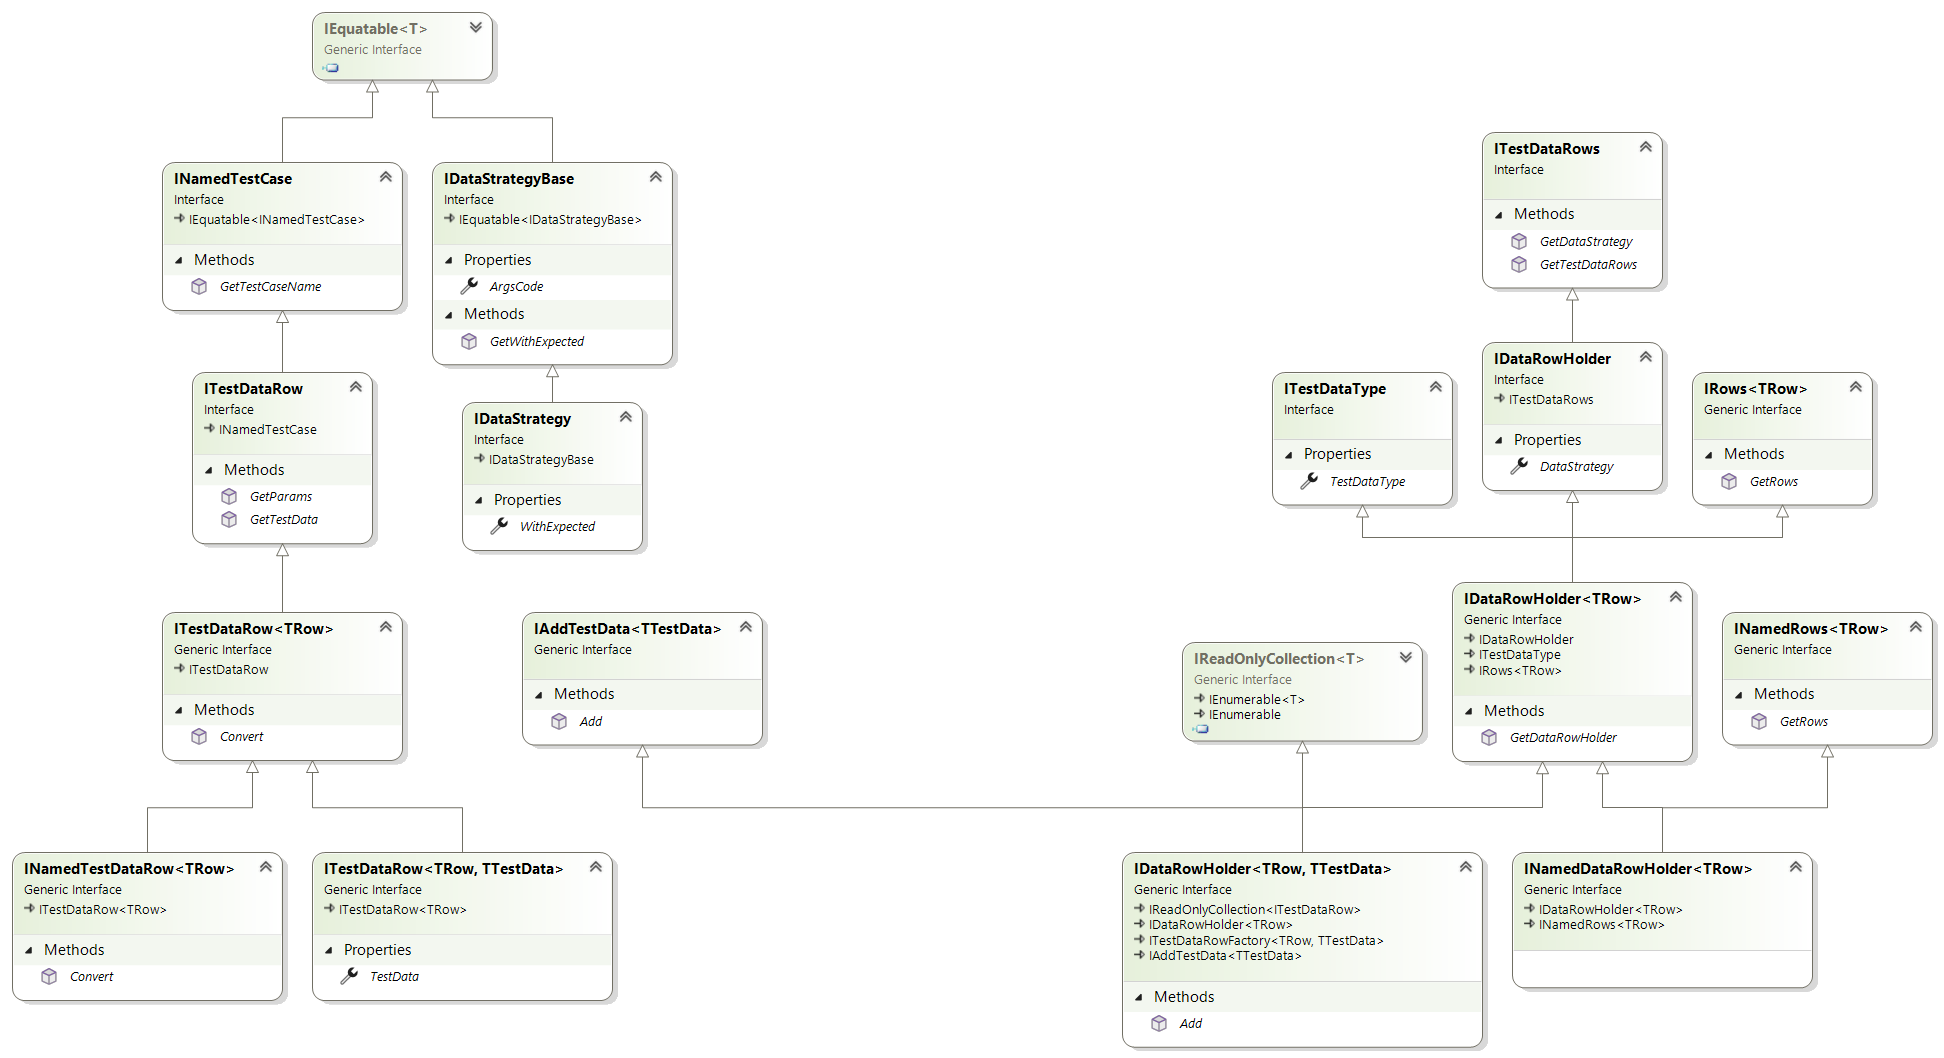 IEquatable<T>
Generic Interface
INamedTestCase
Interface
IEquatable<INamedTestCase>
Methods
GetTestCaseName
IDataStrategyBase
Interface
IEquatable<IDataStrategyBase>
Properties
ArgsCode
Methods
GetWithExpected
ITestDataRows
Interface
Methods
GetDataStrategy
GetTestDataRows
ITestDataRow
Interface
INamedTestCase
Methods
GetParams
GetTestData
IDataStrategy
Interface
IDataStrategyBase
Properties
WithExpected
ITestDataType
Interface
Properties
TestDataType
IDataRowHolder
Interface
ITestDataRows
Properties
DataStrategy
IRows<TRow>
Generic Interface
Methods
GetRows
ITestDataRow<TRow>
Generic Interface
ITestDataRow
Methods
Convert
IAddTestData<TTestData>
Generic Interface
Methods
Add
IReadOnlyCollection<T>
Generic Interface
IEnumerable<T>
IEnumerable
IDataRowHolder<TRow>
Generic Interface
IDataRowHolder
ITestDataType
IRows<TRow>
Methods
GetDataRowHolder
INamedRows<TRow>
Generic Interface
Methods
GetRows
INamedTestDataRow<TRow>
Generic Interface
ITestDataRow<TRow>
Methods
Convert
ITestDataRow<TRow, TTestData>
Generic Interface
ITestDataRow<TRow>
Properties
TestData
IDataRowHolder<TRow, TTestData>
Generic Interface
IReadOnlyCollection<ITestDataRow>
IDataRowHolder<TRow>
ITestDataRowFactory<TRow, TTestData>
IAddTestData<TTestData>
Methods
Add
INamedDataRowHolder<TRow>
Generic Interface
IDataRowHolder<TRow>
INamedRows<TRow>